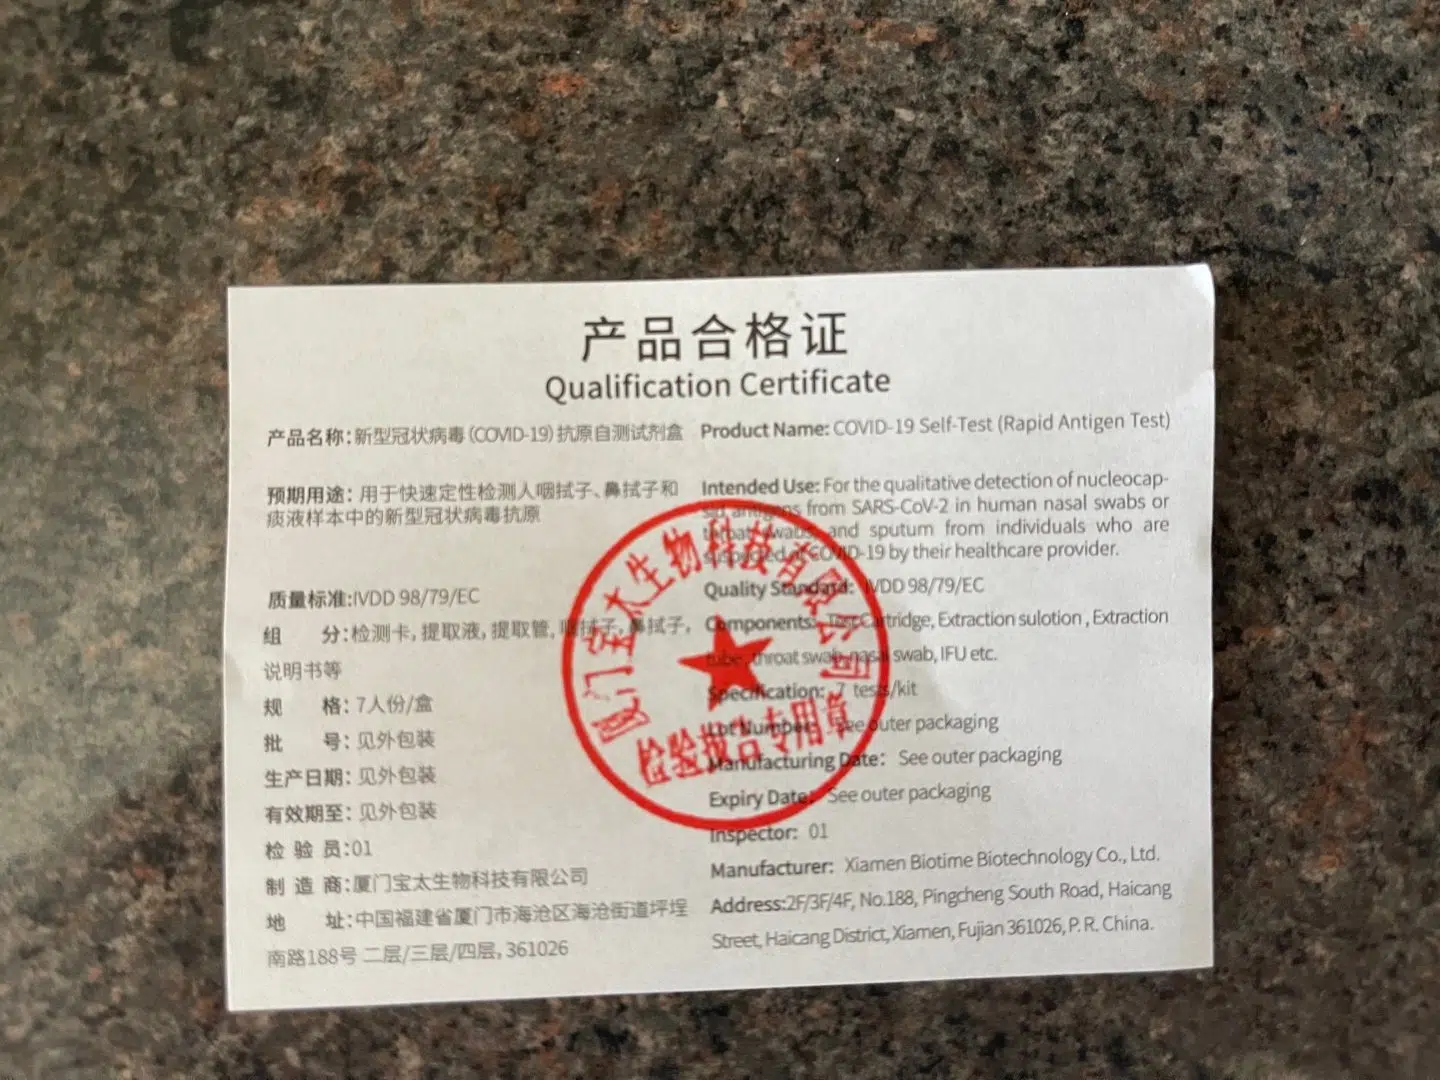 产品合格证
Qualification Certificate
产品名称：新型冠状病毒（COVID-19）抗原自测试剂盒
预期用途：用于快速定性检测人咽拭子、鼻拭子和
痰液样本中的新型冠状病毒抗原
质量标准:IVDD 98/79/EC
组 分：检测卡，提取液，提取管，咽拭子，鼻拭子，
说明书等
规 格：7人份/盒
批 号：见外包装
生产日期：见外包装
有效期至：见外包装
检 验 员:01
制 造 商:厦门宝太生物科技有限公司
地 址:中国福建省厦门市海沧区海沧街道坪埕
南路188号 二层/三层/四层，361026
Product Name: COVID-19 Self-Test (Rapid Antigen Test)
Intended Use: For the qualitative detection of nucleocap-
sid antigens from SARS-CoV-2 in human nasal swabs or
throat swabs and sputum from individuals who are
suspected of COVID-19 by their healthcare provider.
Quality Standard: IVDD 98/79/EC
Components: Test Cartridge, Extraction sulotion , Extraction
tube, throat swab, nasal swab, IFU etc.
Specification: 7 tests/kit
Lot Number: See outer packaging
Manufacturing Date: See outer packaging
Expiry Date: See outer packaging
Inspector: 01
Manufacturer: Xiamen Biotime Biotechnology Co., Ltd.
Address:2F/3F/4F, No.188, Pingcheng South Road, Haicang
Street, Haicang District, Xiamen, Fujian 361026, P. R. China.
厦门宝太生物科技有限公司
检验报告专用章